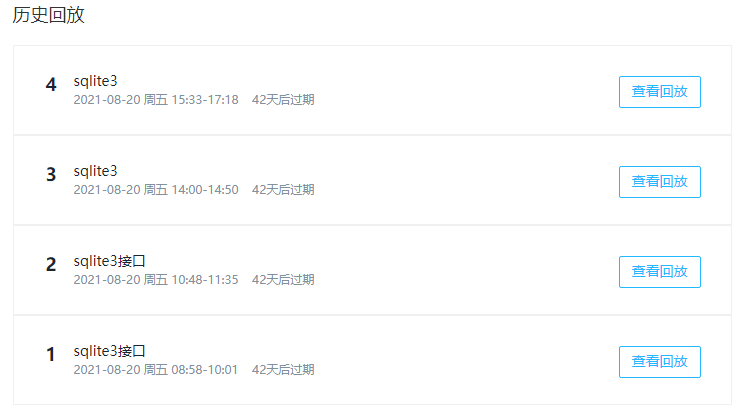 历史回放
4 sqlite3
2021-08-20 周五 15:33-17:18 42天后过期
查看回放
3 sqlite3
2021-08-20 周五 14:00-14:50 42天后过期
查看回放
2 sqlite3接口
2021-08-20 周五 10:48-11:35 42天后过期
查看回放
1 sqlite3接口
2021-08-20 周五 08:58-10:01 42天后过期
查看回放